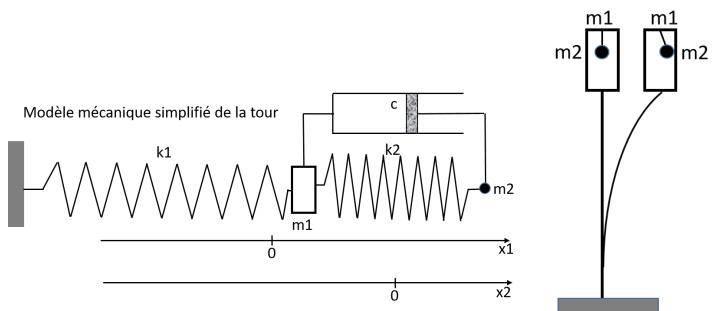 Modèle mécanique simplifié de la tour
k1
c
k2
m1
m2
0
x1
0
x2
m1
m1
m2
m2